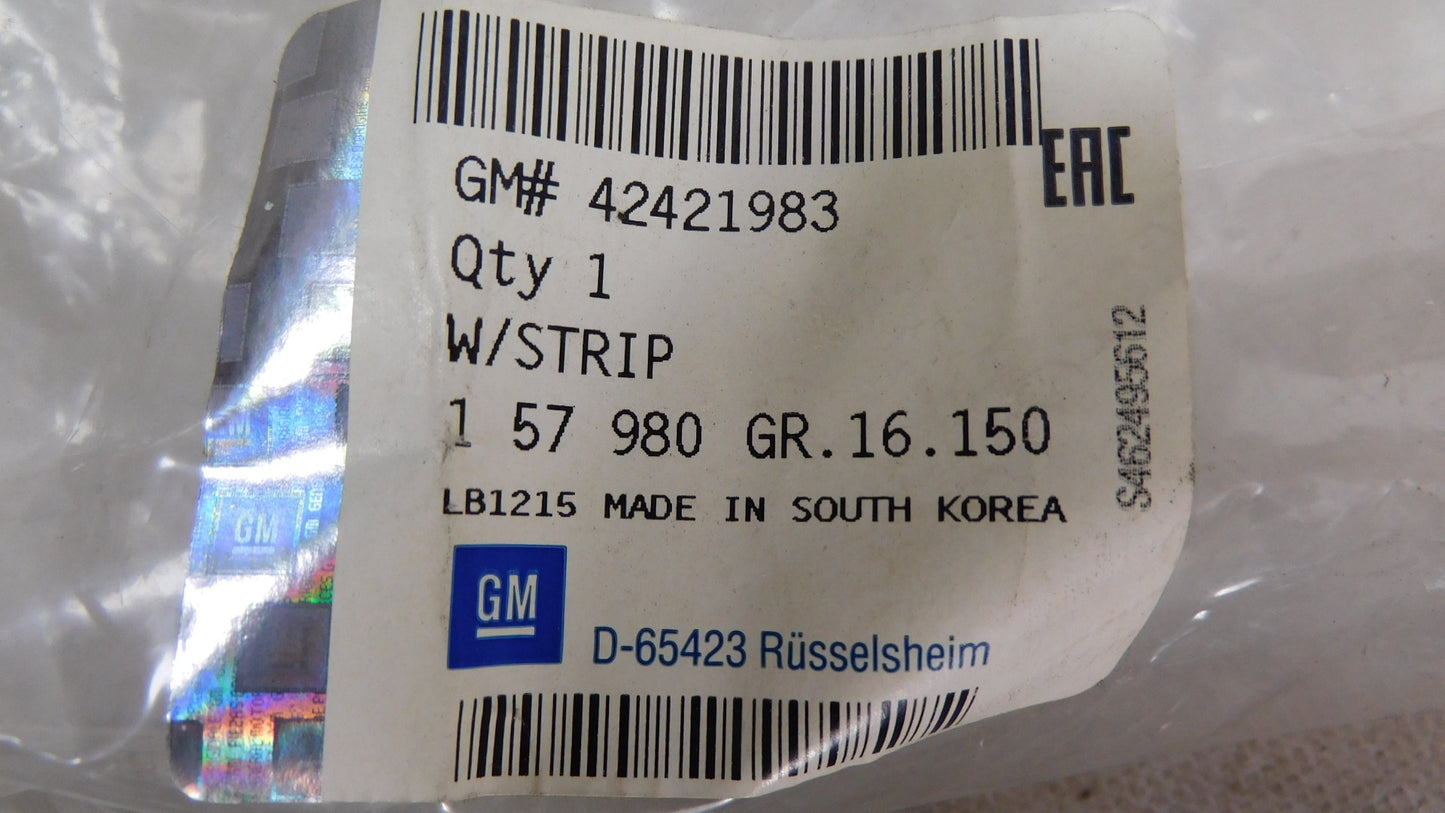 EAC
GM# 42421983
Qty 1
W/STRIP
1 57 980 GR.16.150
LB1215 MADE IN SOUTH KOREA
S462495612
GM
D-65423 Rüsselsheim
GM